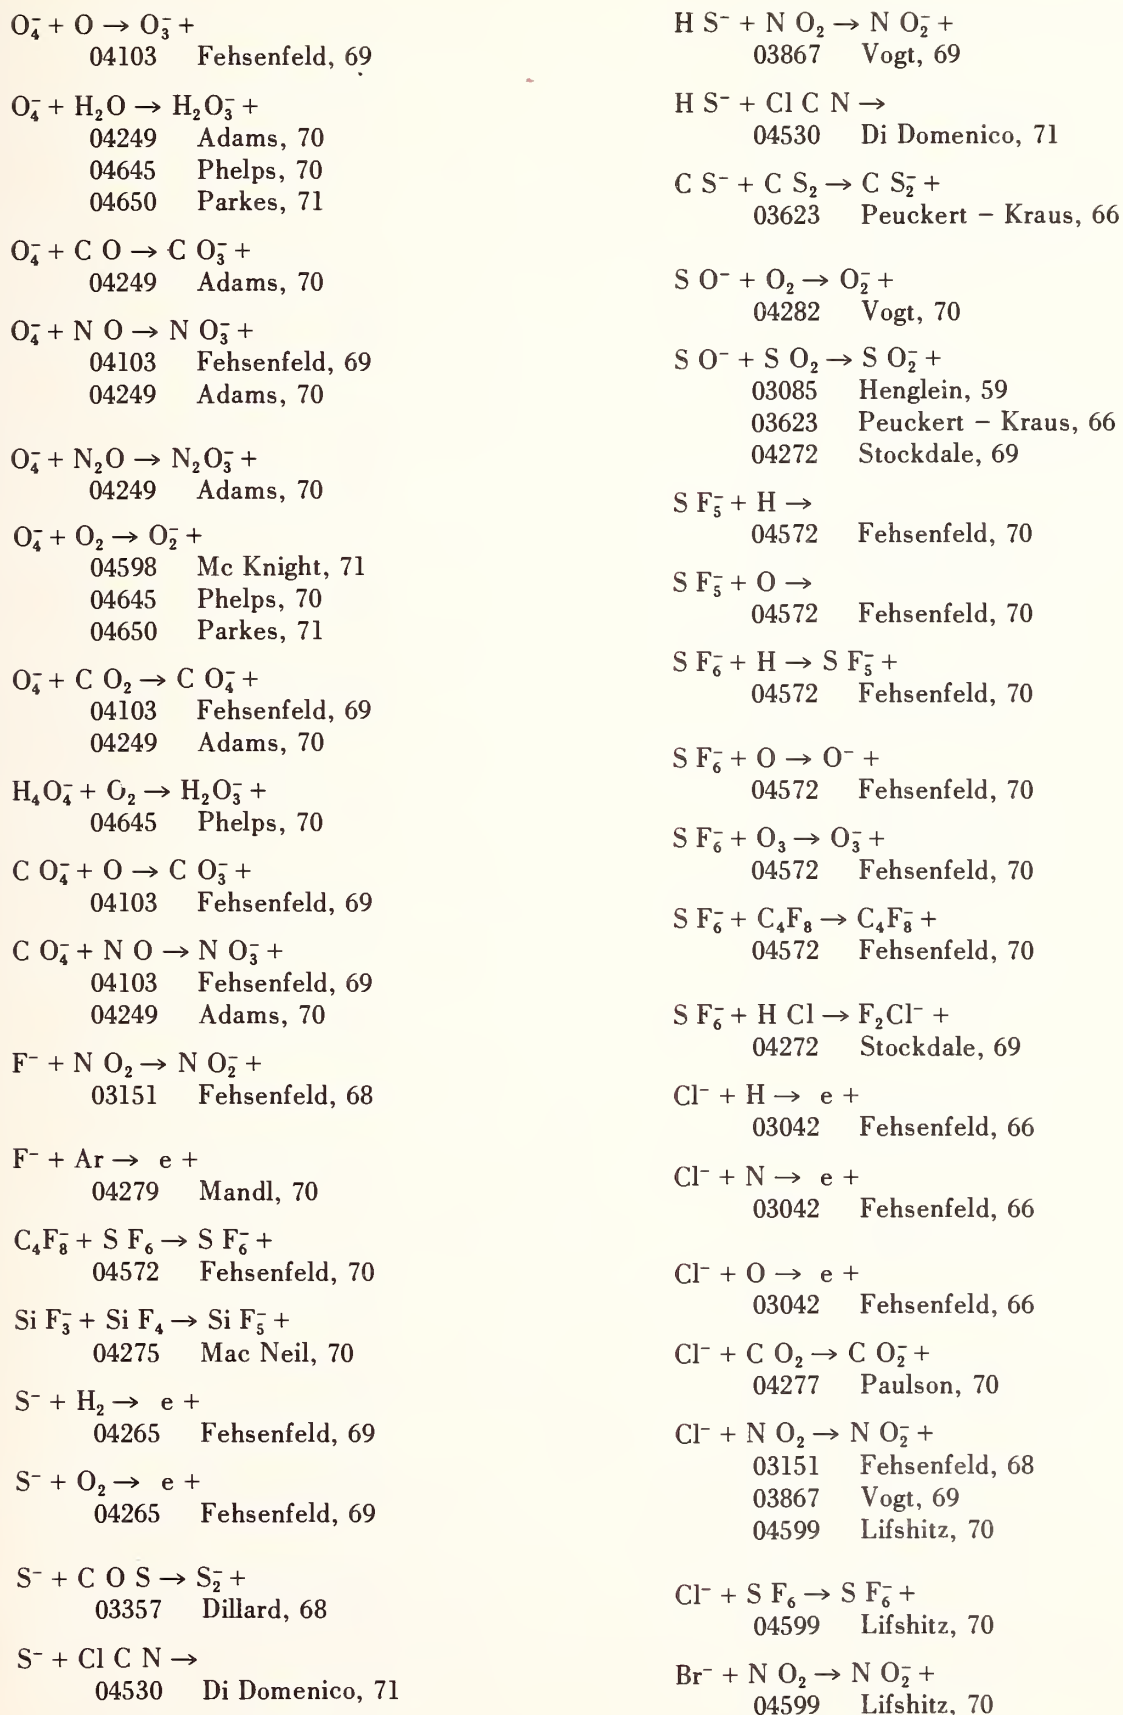 O₄⁻ + O → O₃⁻ +
04103 Fehsenfeld, 69
O₄⁻ + H₂O → H₂O₃⁻ +
04249 Adams, 70
04645 Phelps, 70
04650 Parkes, 71
O₄⁻ + C O → C O₃⁻ +
04249 Adams, 70
O₄⁻ + N O → N O₃⁻ +
04103 Fehsenfeld, 69
04249 Adams, 70
O₄⁻ + N₂O → N₂O₃⁻ +
04249 Adams, 70
O₄⁻ + O₂ → O₂⁻ +
04598 Mc Knight, 71
04645 Phelps, 70
04650 Parkes, 71
O₄⁻ + C O₂ → C O₄⁻ +
04103 Fehsenfeld, 69
04249 Adams, 70
H₄O₄⁻ + O₂ → H₂O₃⁻ +
04645 Phelps, 70
C O₄⁻ + O → C O₃⁻ +
04103 Fehsenfeld, 69
C O₄⁻ + N O → N O₃⁻ +
04103 Fehsenfeld, 69
04249 Adams, 70
F⁻ + N O₂ → N O₂⁻ +
03151 Fehsenfeld, 68
F⁻ + Ar → e +
04279 Mandl, 70
C₄F₈⁻ + S F₆ → S F₆⁻ +
04572 Fehsenfeld, 70
Si F₃⁻ + Si F₄ → Si F₅⁻ +
04275 Mac Neil, 70
S⁻ + H₂ → e +
04265 Fehsenfeld, 69
S⁻ + O₂ → e +
04265 Fehsenfeld, 69
S⁻ + C O S → S₂⁻ +
03357 Dillard, 68
S⁻ + Cl C N →
04530 Di Domenico, 71
H S⁻ + N O₂ → N O₂⁻ +
03867 Vogt, 69
H S⁻ + Cl C N →
04530 Di Domenico, 71
C S⁻ + C S₂ → C S₂⁻ +
03623 Peuckert – Kraus, 66
S O⁻ + O₂ → O₂⁻ +
04282 Vogt, 70
S O⁻ + S O₂ → S O₂⁻ +
03085 Henglein, 59
03623 Peuckert – Kraus, 66
04272 Stockdale, 69
S F₅⁻ + H →
04572 Fehsenfeld, 70
S F₅⁻ + O →
04572 Fehsenfeld, 70
S F₆⁻ + H → S F₅⁻ +
04572 Fehsenfeld, 70
S F₆⁻ + O → O⁻ +
04572 Fehsenfeld, 70
S F₆⁻ + O₃ → O₃⁻ +
04572 Fehsenfeld, 70
S F₆⁻ + C₄F₈ → C₄F₈⁻ +
04572 Fehsenfeld, 70
S F₆⁻ + H Cl → F₂Cl⁻ +
04272 Stockdale, 69
Cl⁻ + H → e +
03042 Fehsenfeld, 66
Cl⁻ + N → e +
03042 Fehsenfeld, 66
Cl⁻ + O → e +
03042 Fehsenfeld, 66
Cl⁻ + C O₂ → C O₂⁻ +
04277 Paulson, 70
Cl⁻ + N O₂ → N O₂⁻ +
03151 Fehsenfeld, 68
03867 Vogt, 69
04599 Lifshitz, 70
Cl⁻ + S F₆ → S F₆⁻ +
04599 Lifshitz, 70
Br⁻ + N O₂ → N O₂⁻ +
04599 Lifshitz, 70